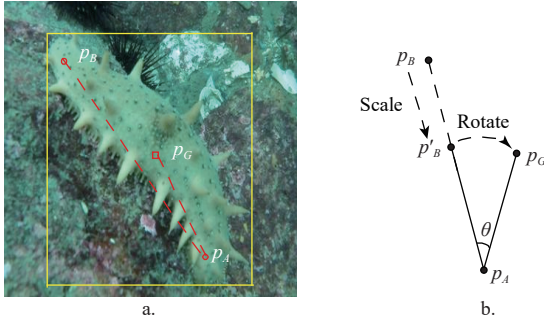 p_B
p_G
p_A
a.
p_B
Scale
Rotate
p'_B
p_G
θ
p_A
b.